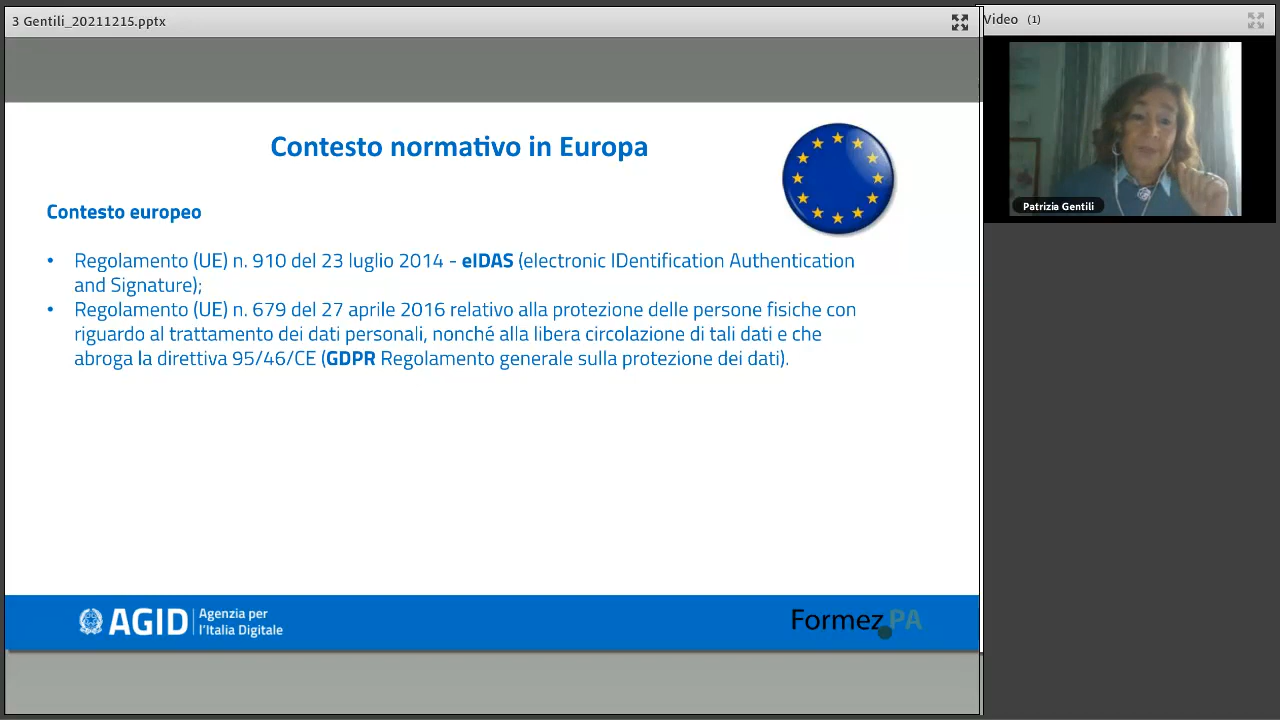 3 Gentili_20211215.pptx
Video (1)
Patrizia Gentili
Contesto normativo in Europa
Contesto europeo
• Regolamento (UE) n. 910 del 23 luglio 2014 - eIDAS (electronic IDentification Authentication
and Signature);
• Regolamento (UE) n. 679 del 27 aprile 2016 relativo alla protezione delle persone fisiche con
riguardo al trattamento dei dati personali, nonché alla libera circolazione di tali dati e che
abroga la direttiva 95/46/CE (GDPR Regolamento generale sulla protezione dei dati).
AGID Agenzia per
l'Italia Digitale
Formez PA